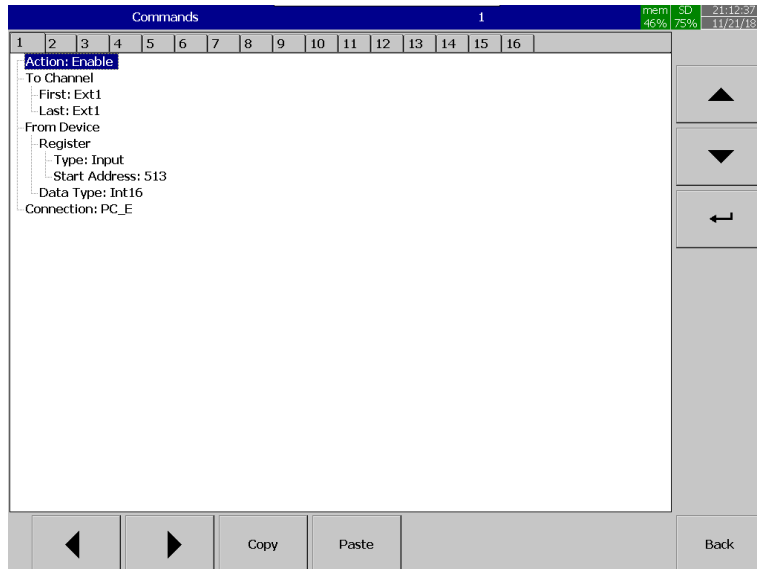 Commands 1 mem SD 21:12:37
46% 75% 11/21/18
1 2 3 4 5 6 7 8 9 10 11 12 13 14 15 16
Action: Enable
To Channel
First: Ext1
Last: Ext1
From Device
Register
Type: Input
Start Address: 513
Data Type: Int16
Connection: PC_E
Copy Paste Back